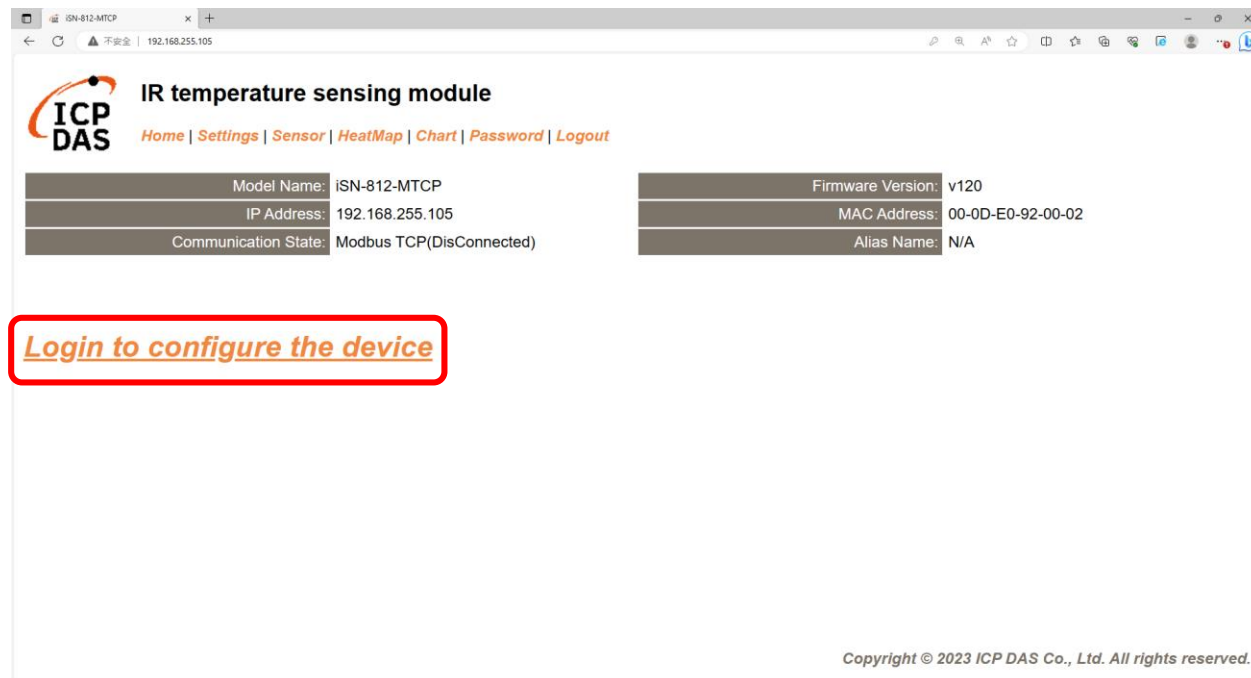 iSN-812-MTCP
不安全 | 192.168.255.105
ICP DAS
IR temperature sensing module
Home | Settings | Sensor | HeatMap | Chart | Password | Logout
Model Name: iSN-812-MTCP Firmware Version: v120
IP Address: 192.168.255.105 MAC Address: 00-0D-E0-92-00-02
Communication State: Modbus TCP(DisConnected) Alias Name: N/A
Login to configure the device
Copyright © 2023 ICP DAS Co., Ltd. All rights reserved.